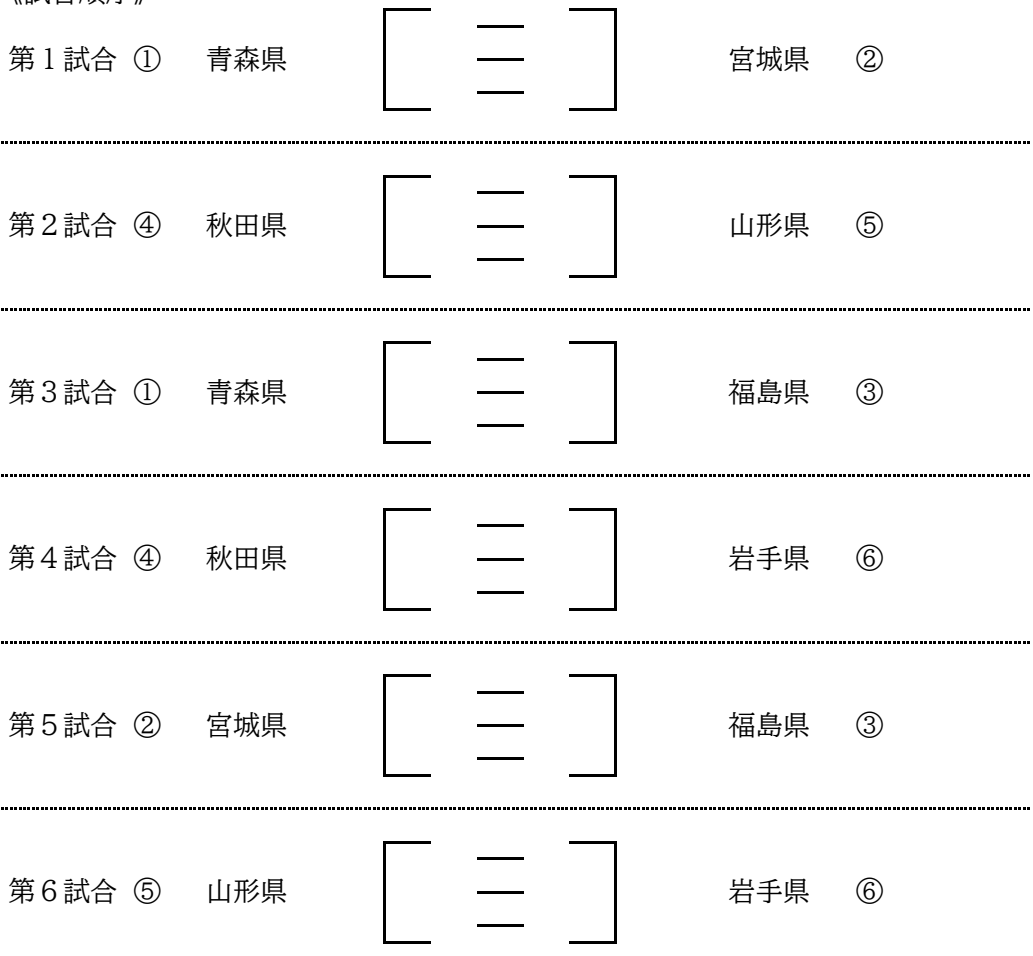 第１試合 ① 青森県 宮城県 ②
第２試合 ④ 秋田県 山形県 ⑤
第３試合 ① 青森県 福島県 ③
第４試合 ④ 秋田県 岩手県 ⑥
第５試合 ② 宮城県 福島県 ③
第６試合 ⑤ 山形県 岩手県 ⑥